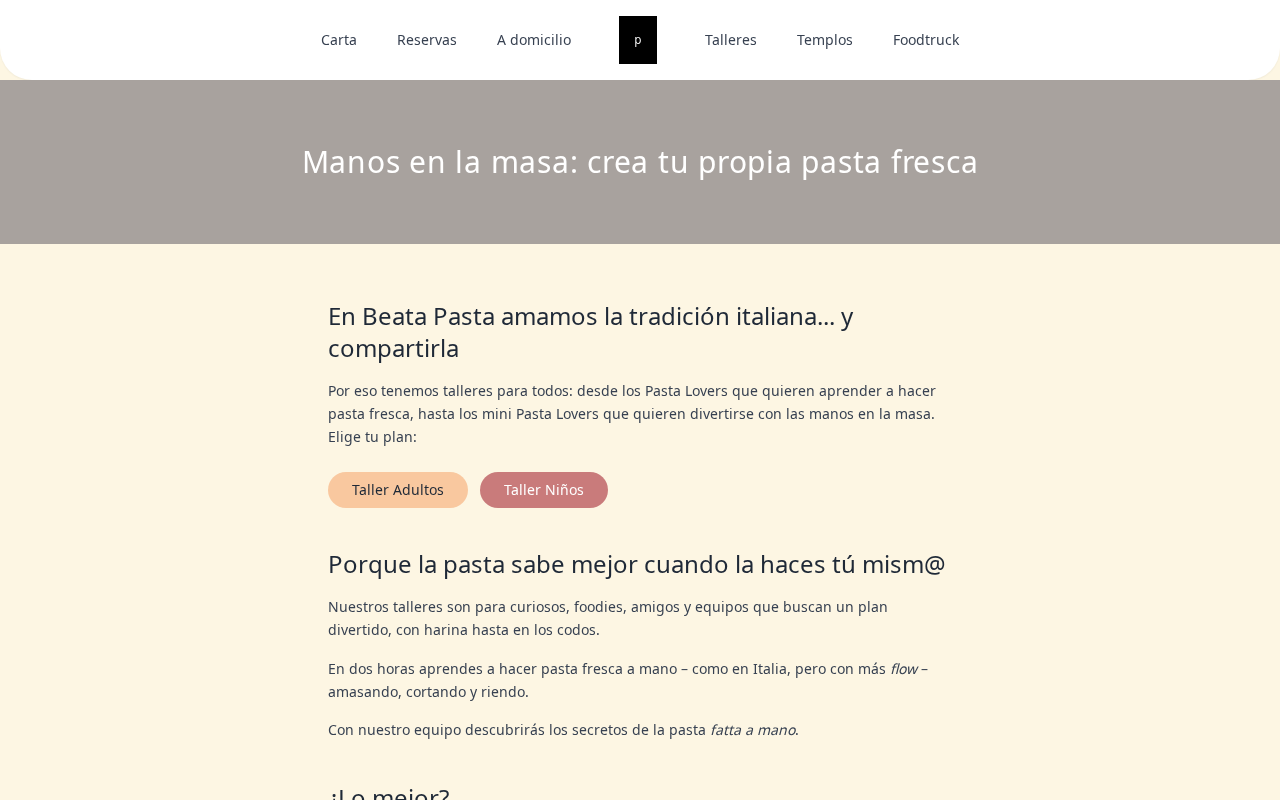 Carta Reservas A domicilio p Talleres Templos Foodtruck
Manos en la masa: crea tu propia pasta fresca
En Beata Pasta amamos la tradición italiana... y
compartirla
Por eso tenemos talleres para todos: desde los Pasta Lovers que quieren aprender a hacer
pasta fresca, hasta los mini Pasta Lovers que quieren divertirse con las manos en la masa.
Elige tu plan:
Taller Adultos Taller Niños
Porque la pasta sabe mejor cuando la haces tú mism@
Nuestros talleres son para curiosos, foodies, amigos y equipos que buscan un plan
divertido, con harina hasta en los codos.
En dos horas aprendes a hacer pasta fresca a mano – como en Italia, pero con más flow –
amasando, cortando y riendo.
Con nuestro equipo descubrirás los secretos de la pasta fatta a mano.
¿Lo mejor?